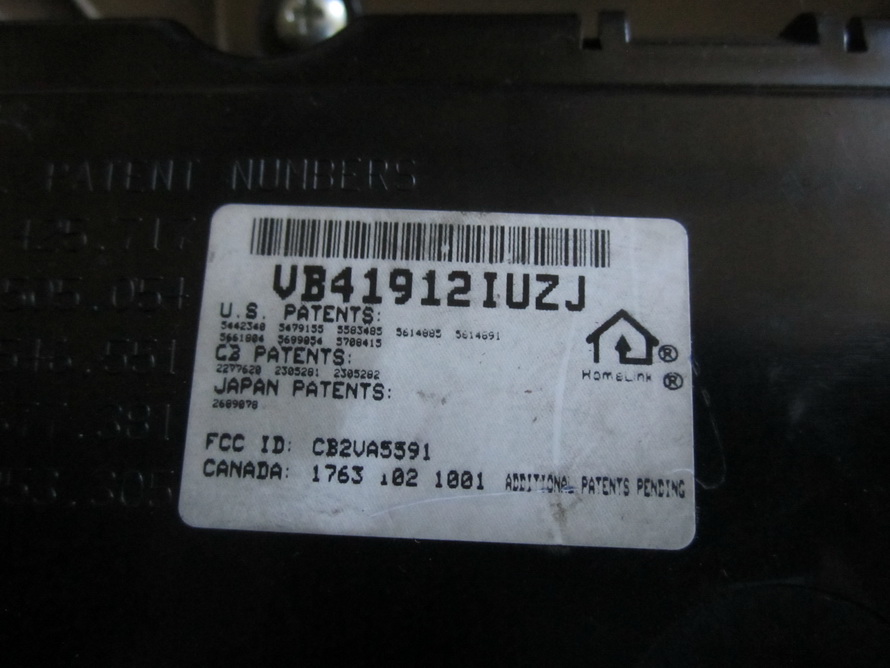 PATENT NUMBERS
VB41912IUZJ
U.S. PATENTS:
5442340 5479155 5583485 5614885 5614891
5661804 5699054 5708415
GB PATENTS:
2277620 2305281 2305282
JAPAN PATENTS:
2689078
HomeLink ®
®
FCC ID: CB2VA5591
CANADA: 1763 102 1001 ADDITIONAL PATENTS PENDING